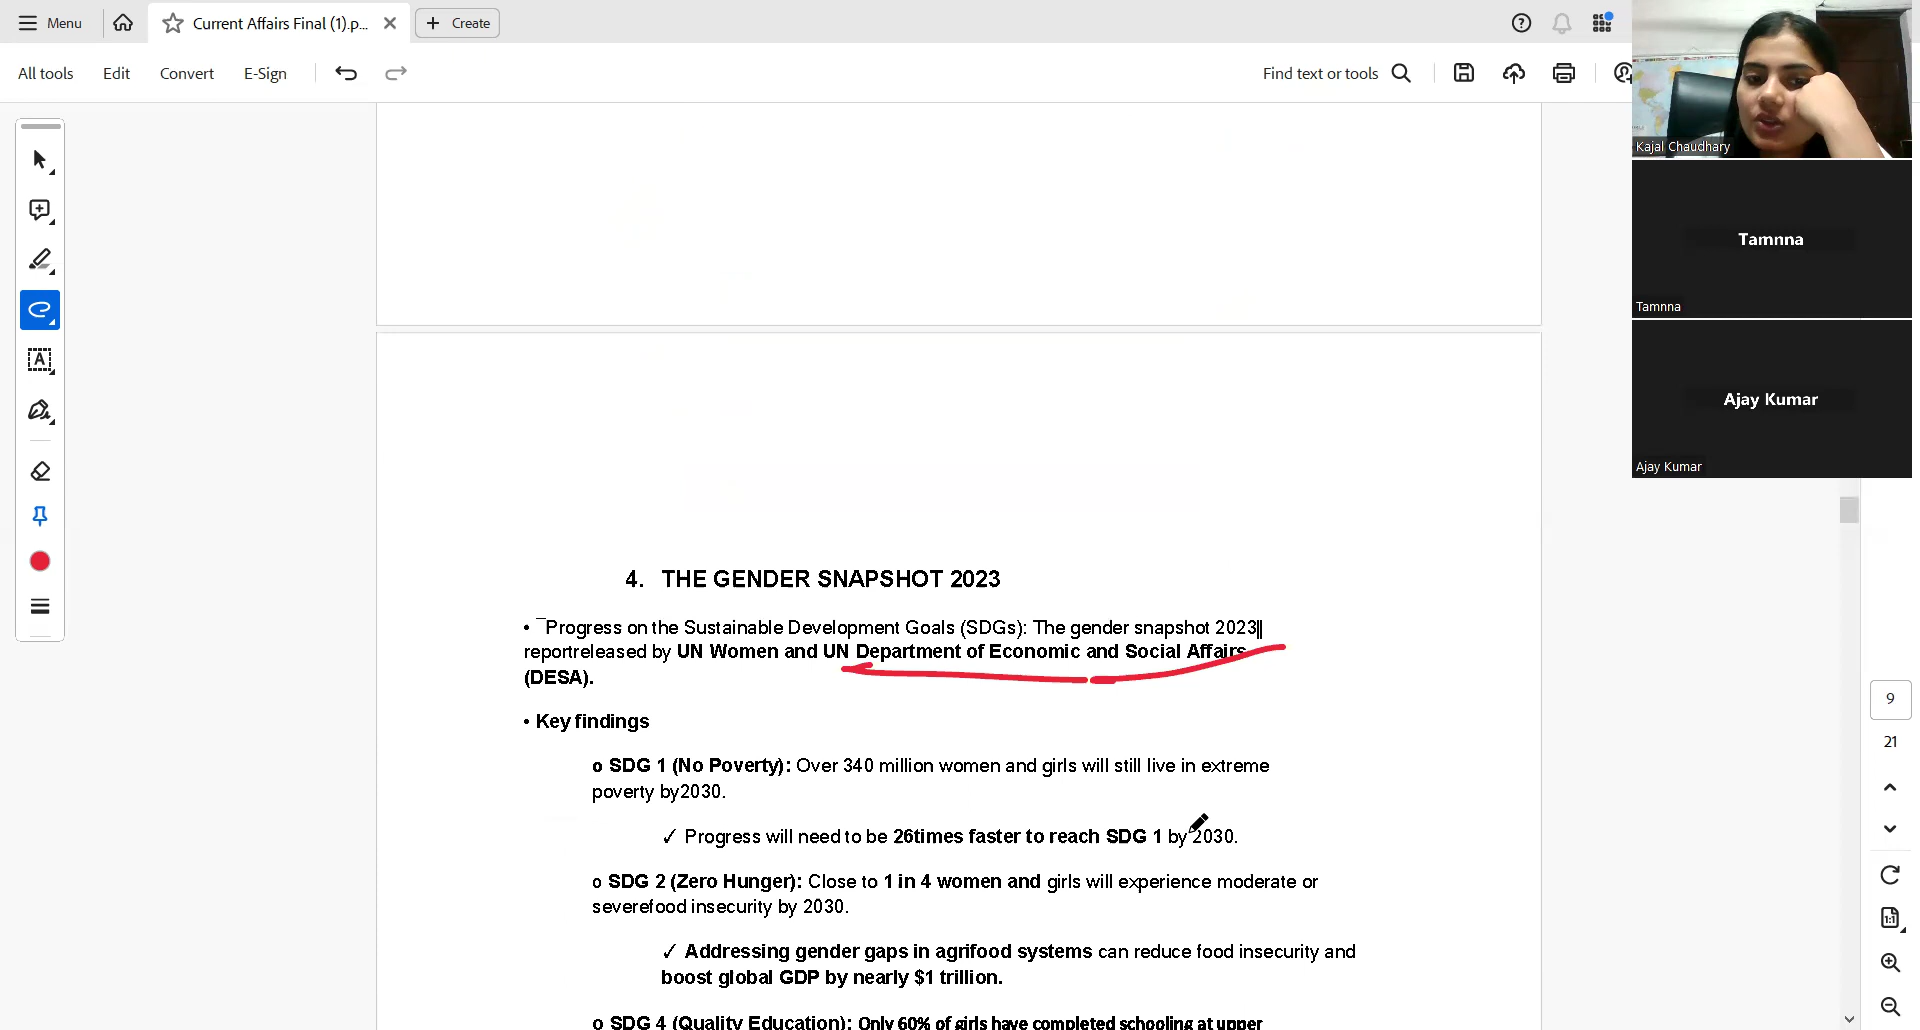 Menu
Current Affairs Final (1).p...
Create
All tools
Edit
Convert
E-Sign
Find text or tools
Kajal Chaudhary
Tamnna
Tamnna
Ajay Kumar
Ajay Kumar
4. THE GENDER SNAPSHOT 2023
• ‾Progress on the Sustainable Development Goals (SDGs): The gender snapshot 2023‖
reportreleased by UN Women and UN Department of Economic and Social Affairs
(DESA).
• Key findings
o SDG 1 (No Poverty): Over 340 million women and girls will still live in extreme
poverty by2030.
✓ Progress will need to be 26times faster to reach SDG 1 by 2030.
o SDG 2 (Zero Hunger): Close to 1 in 4 women and girls will experience moderate or
severefood insecurity by 2030.
✓ Addressing gender gaps in agrifood systems can reduce food insecurity and
boost global GDP by nearly $1 trillion.
o SDG 4 (Quality Education): Only 60% of girls have completed schooling at upper
9
21